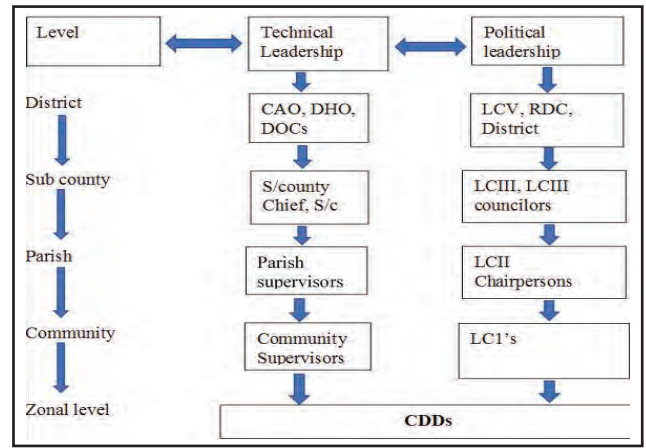 Level
Technical
Leadership
Political
leadership
District
CAO, DHO,
DOCs
LCV, RDC,
District
Sub county
S/county
Chief, S/c
LCIII, LCIII
councilors
Parish
Parish
supervisors
LCII
Chairpersons
Community
Community
Supervisors
LC1's
Zonal level
CDDs